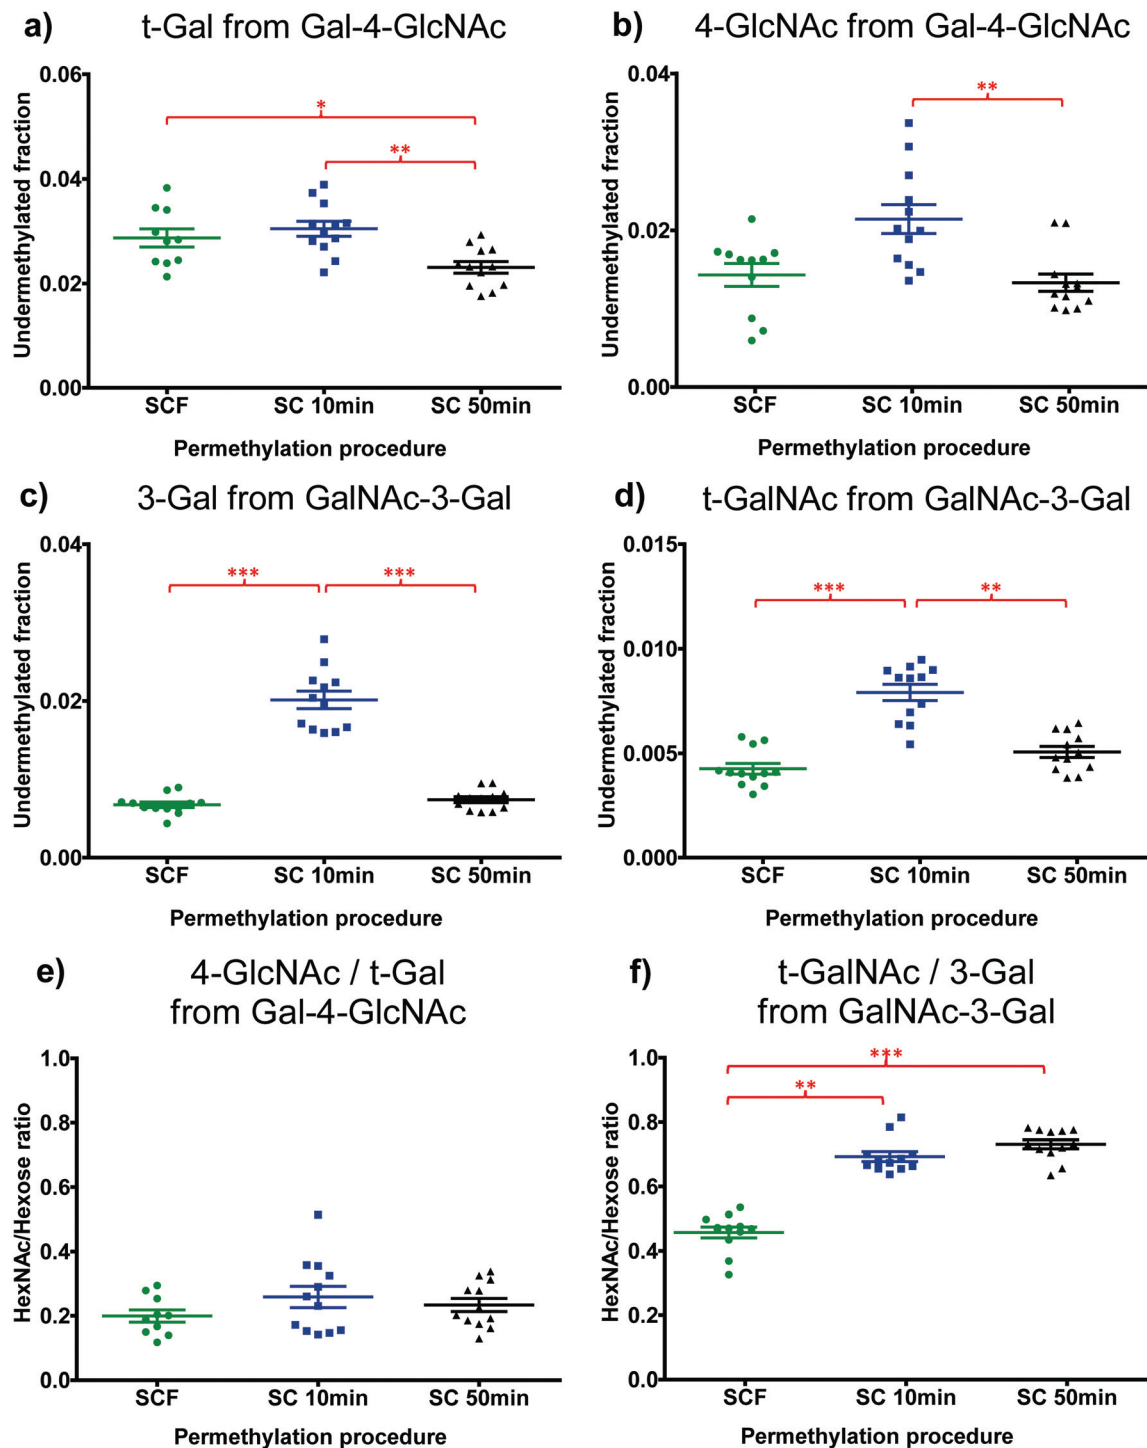 a) t-Gal from Gal-4-GlcNAc
0.06
0.04
0.02
0.00
Undermethylated fraction
*
**
SCF SC 10min SC 50min
Permethylation procedure
b) 4-GlcNAc from Gal-4-GlcNAc
0.04
0.02
0.00
Undermethylated fraction
**
SCF SC 10min SC 50min
Permethylation procedure
c) 3-Gal from GalNAc-3-Gal
0.04
0.02
0.00
Undermethylated fraction
*** ***
SCF SC 10min SC 50min
Permethylation procedure
d) t-GalNAc from GalNAc-3-Gal
0.015
0.010
0.005
0.000
Undermethylated fraction
*** **
SCF SC 10min SC 50min
Permethylation procedure
e) 4-GlcNAc / t-Gal
from Gal-4-GlcNAc
1.0
0.8
0.6
0.4
0.2
0.0
HexNAc/Hexose ratio
SCF SC 10min SC 50min
Permethylation procedure
f) t-GalNAc / 3-Gal
from GalNAc-3-Gal
1.0
0.8
0.6
0.4
0.2
0.0
HexNAc/Hexose ratio
***
**
SCF SC 10min SC 50min
Permethylation procedure